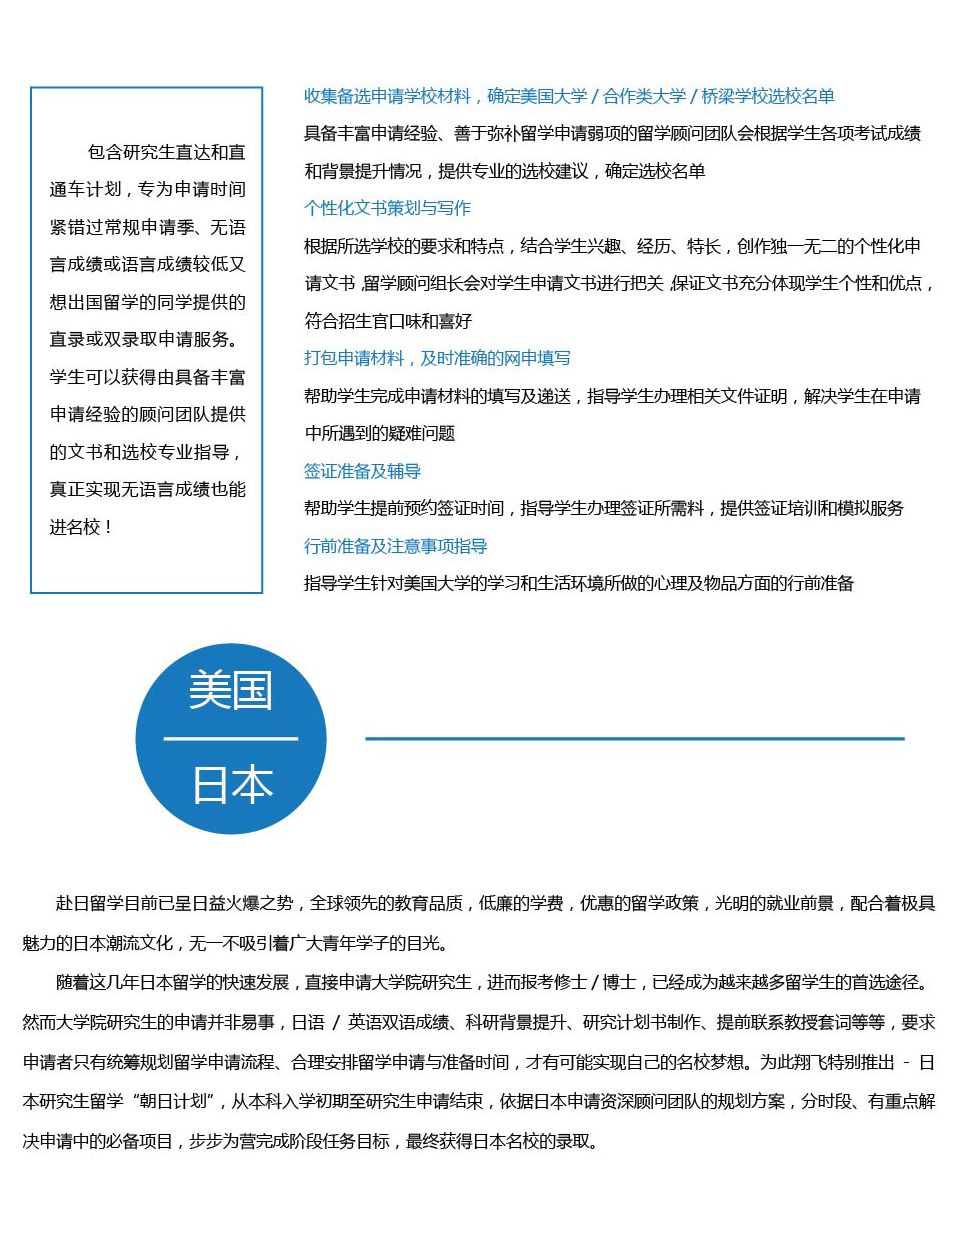 包含研究生直达和直
通车计划，专为申请时间
紧错过常规申请季、无语
言成绩或语言成绩较低又
想出国留学的同学提供的
直录或双录取申请服务。
学生可以获得由具备丰富
申请经验的顾问团队提供
的文书和选校专业指导，
真正实现无语言成绩也能
进名校！
收集备选申请学校材料，确定美国大学 / 合作类大学 / 桥梁学校选校名单
具备丰富申请经验、善于弥补留学申请弱项的留学顾问团队会根据学生各项考试成绩
和背景提升情况，提供专业的选校建议，确定选校名单
个性化文书策划与写作
根据所选学校的要求和特点，结合学生兴趣、经历、特长，创作独一无二的个性化申
请文书，留学顾问组长会对学生申请文书进行把关，保证文书充分体现学生个性和优点，
符合招生官口味和喜好
打包申请材料，及时准确的网申填写
帮助学生完成申请材料的填写及递送，指导学生办理相关文件证明，解决学生在申请
中所遇到的疑难问题
签证准备及辅导
帮助学生提前预约签证时间，指导学生办理签证所需料，提供签证培训和模拟服务
行前准备及注意事项指导
指导学生针对美国大学的学习和生活环境所做的心理及物品方面的行前准备
美国
日本
赴日留学目前已呈日益火爆之势，全球领先的教育品质，低廉的学费，优惠的留学政策，光明的就业前景，配合着极具
魅力的日本潮流文化，无一不吸引着广大青年学子的目光。
随着这几年日本留学的快速发展，直接申请大学院研究生，进而报考修士 / 博士，已经成为越来越多留学生的首选途径。
然而大学院研究生的申请并非易事，日语 / 英语双语成绩、科研背景提升、研究计划书制作、提前联系教授套词等等，要求
申请者只有统筹规划留学申请流程、合理安排留学申请与准备时间，才有可能实现自己的名校梦想。为此翔飞特别推出 - 日
本研究生留学“朝日计划”，从本科入学初期至研究生申请结束，依据日本申请资深顾问团队的规划方案，分时段、有重点解
决申请中的必备项目，步步为营完成阶段任务目标，最终获得日本名校的录取。